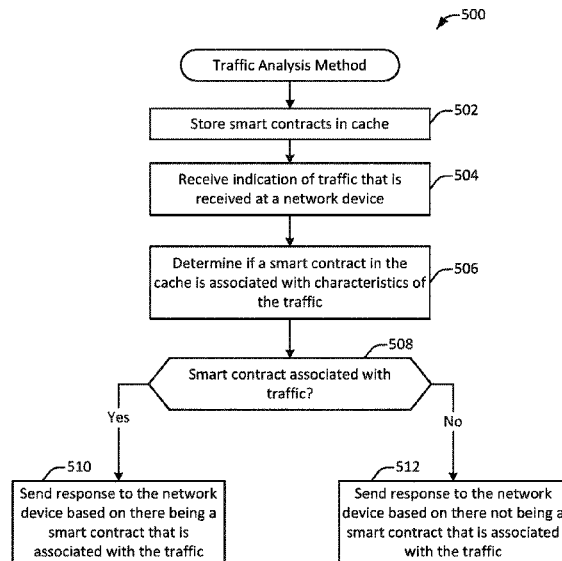 500
Traffic Analysis Method
502
Store smart contracts in cache
504
Receive indication of traffic that is
received at a network device
506
Determine if a smart contract in the
cache is associated with characteristics of
the traffic
508
Smart contract associated with
traffic?
Yes
No
510
Send response to the network
device based on there being a
smart contract that is
associated with the traffic
512
Send response to the network
device based on there not being a
smart contract that is associated
with the traffic